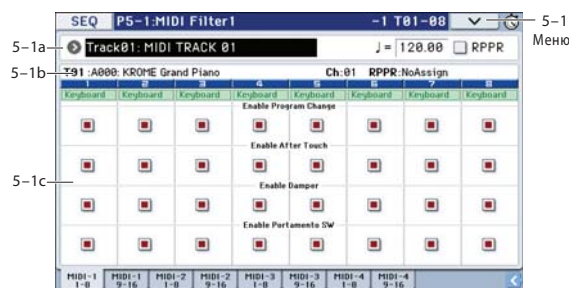 SEQ P5-1:MIDI Filter1 -1 T01-08 5-1
Меню
5-1a Track01: MIDI TRACK 01 ♩= 120.00 RPPR
5-1b T01 :A000: KROME Grand Piano Ch:01 RPPR:NoAssign
1 2 3 4 5 6 7 8
Keyboard Keyboard Keyboard Keyboard Keyboard Keyboard Keyboard Keyboard
Enable Program Change
Enable After Touch
5-1c
Enable Damper
Enable Portamento SW
MIDI-1 1-8 MIDI-1 9-16 MIDI-2 1-8 MIDI-2 9-16 MIDI-3 1-8 MIDI-3 9-16 MIDI-4 1-8 MIDI-4 9-16